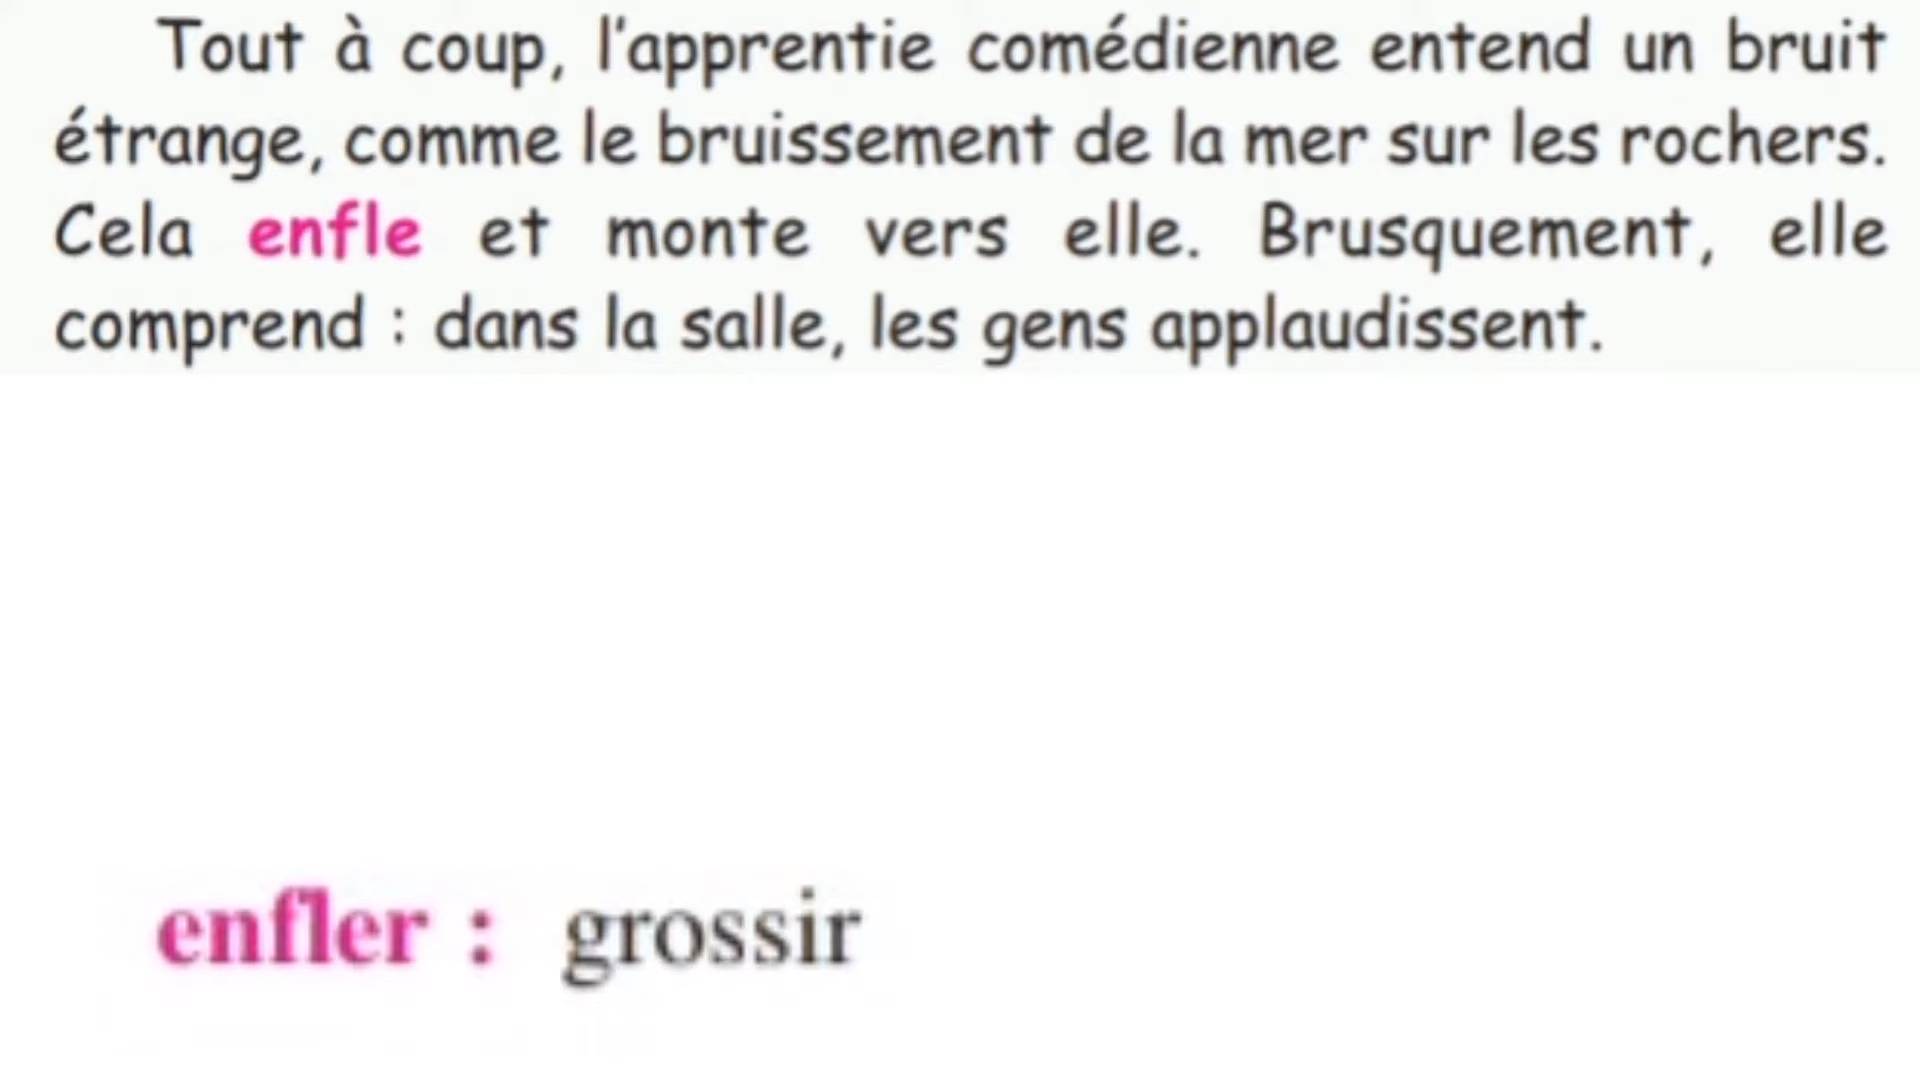 Tout à coup, l'apprentie comédienne entend un bruit
étrange, comme le bruissement de la mer sur les rochers.
Cela enfle et monte vers elle. Brusquement, elle
comprend : dans la salle, les gens applaudissent.
enfler : grossir